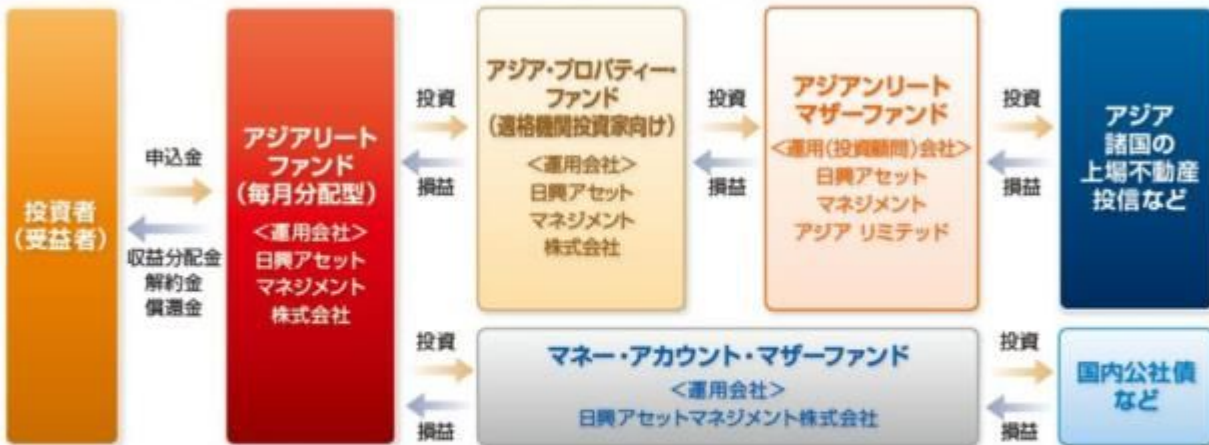 投資者
(受益者)
申込金
収益分配金
解約金
償還金
アジアリート
ファンド
(毎月分配型)
<運用会社>
日興アセット
マネジメント
株式会社
投資
損益
アジア・プロパティー・
ファンド
(適格機関投資家向け)
<運用会社>
日興アセット
マネジメント
株式会社
投資
損益
アジアンリート
マザーファンド
<運用(投資顧問)会社>
日興アセット
マネジメント
アジア リミテッド
投資
損益
アジア
諸国の
上場不動産
投信など
投資
損益
マネー・アカウント・マザーファンド
<運用会社>
日興アセットマネジメント株式会社
投資
損益
国内公社債
など